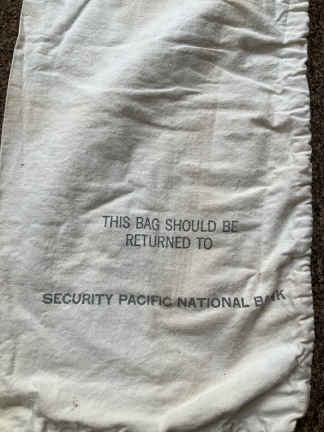 THIS BAG SHOULD BE
RETURNED TO
SECURITY PACIFIC NATIONAL BANK